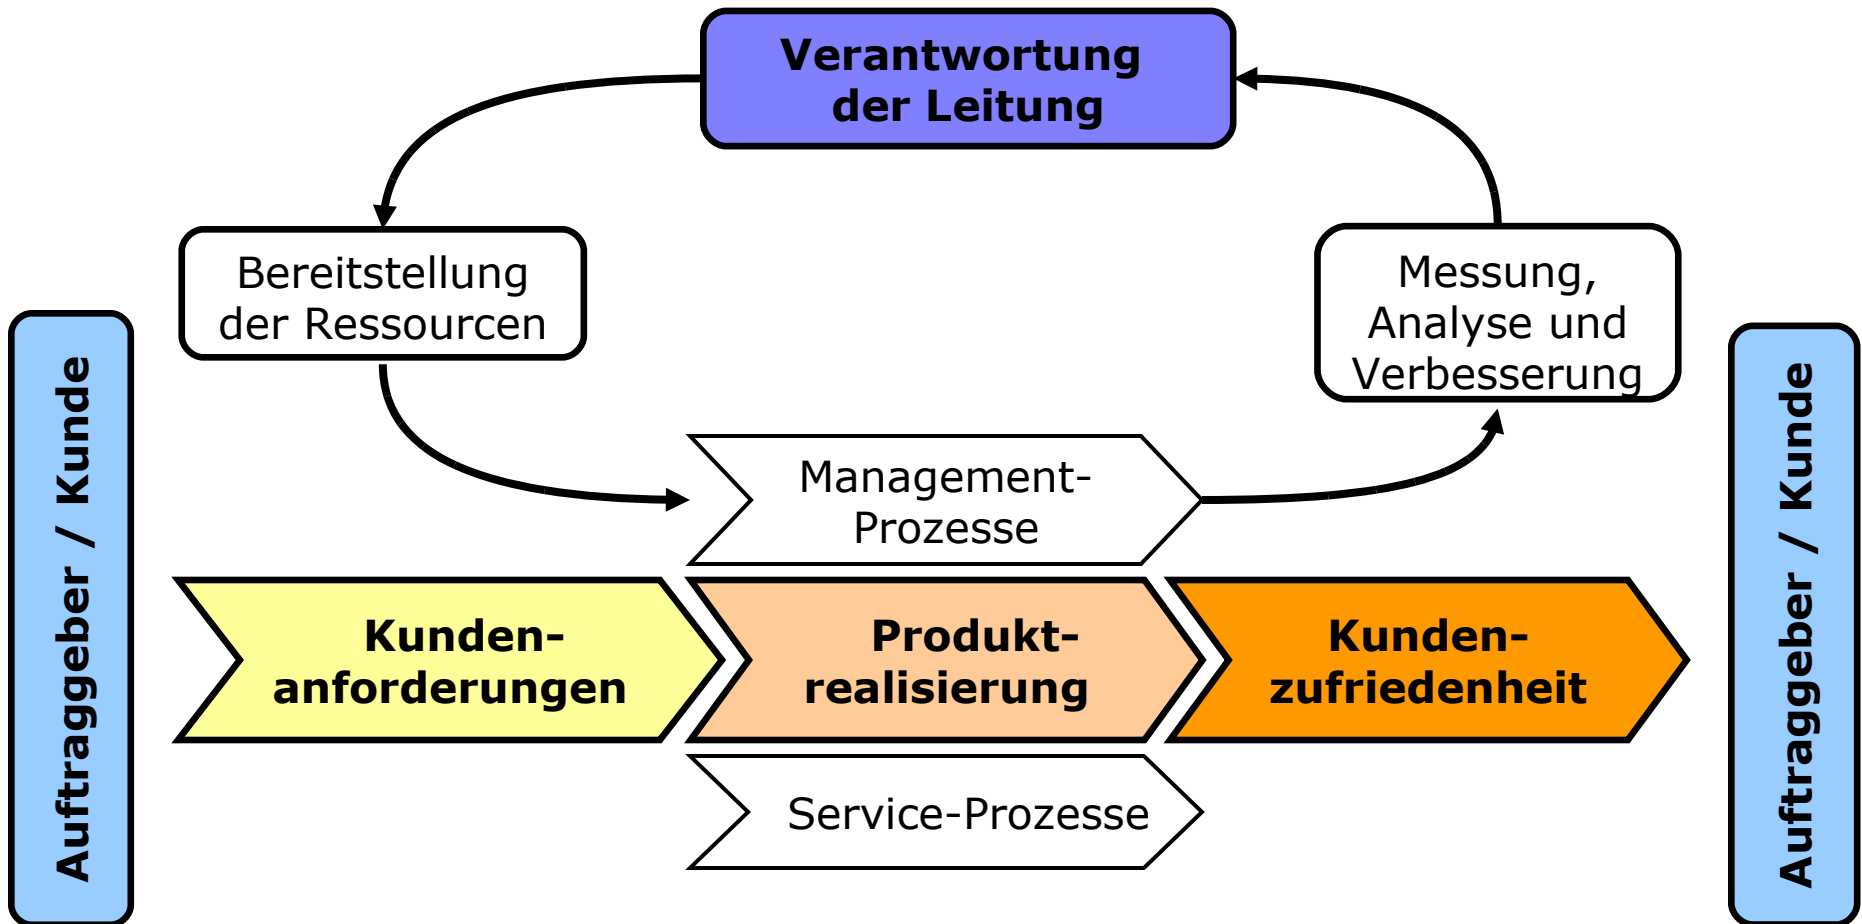 Verantwortung
der Leitung
Bereitstellung
der Ressourcen
Messung,
Analyse und
Verbesserung
Auftraggeber / Kunde
Management-
Prozesse
Kunden-
anforderungen
Produkt-
realisierung
Kunden-
zufriedenheit
Service-Prozesse
Auftraggeber / Kunde